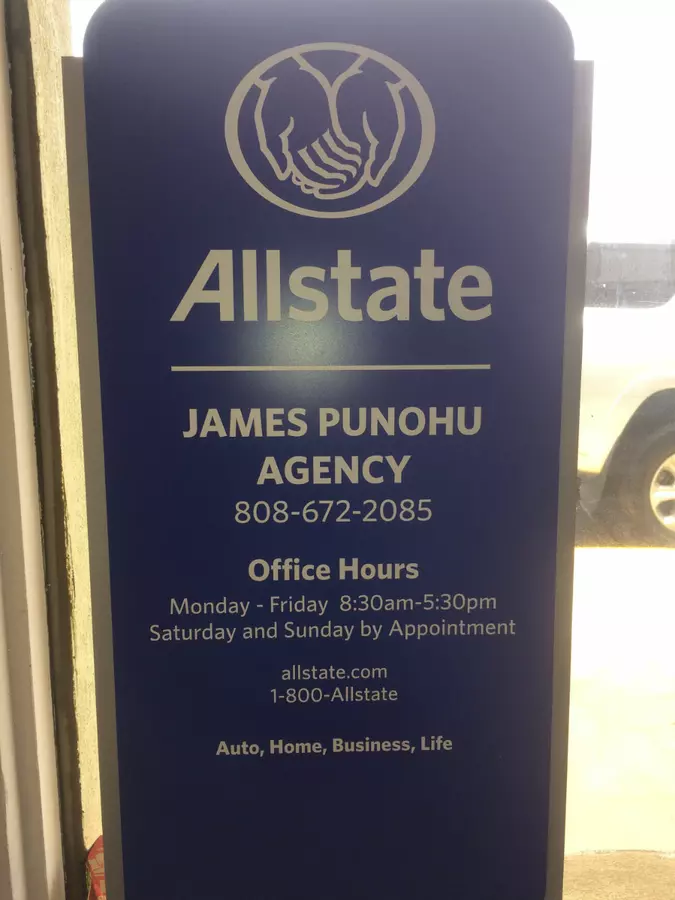 Allstate
JAMES PUNOHU
AGENCY
808-672-2085
Office Hours
Monday - Friday 8:30am-5:30pm
Saturday and Sunday by Appointment
allstate.com
1-800-Allstate
Auto, Home, Business, Life